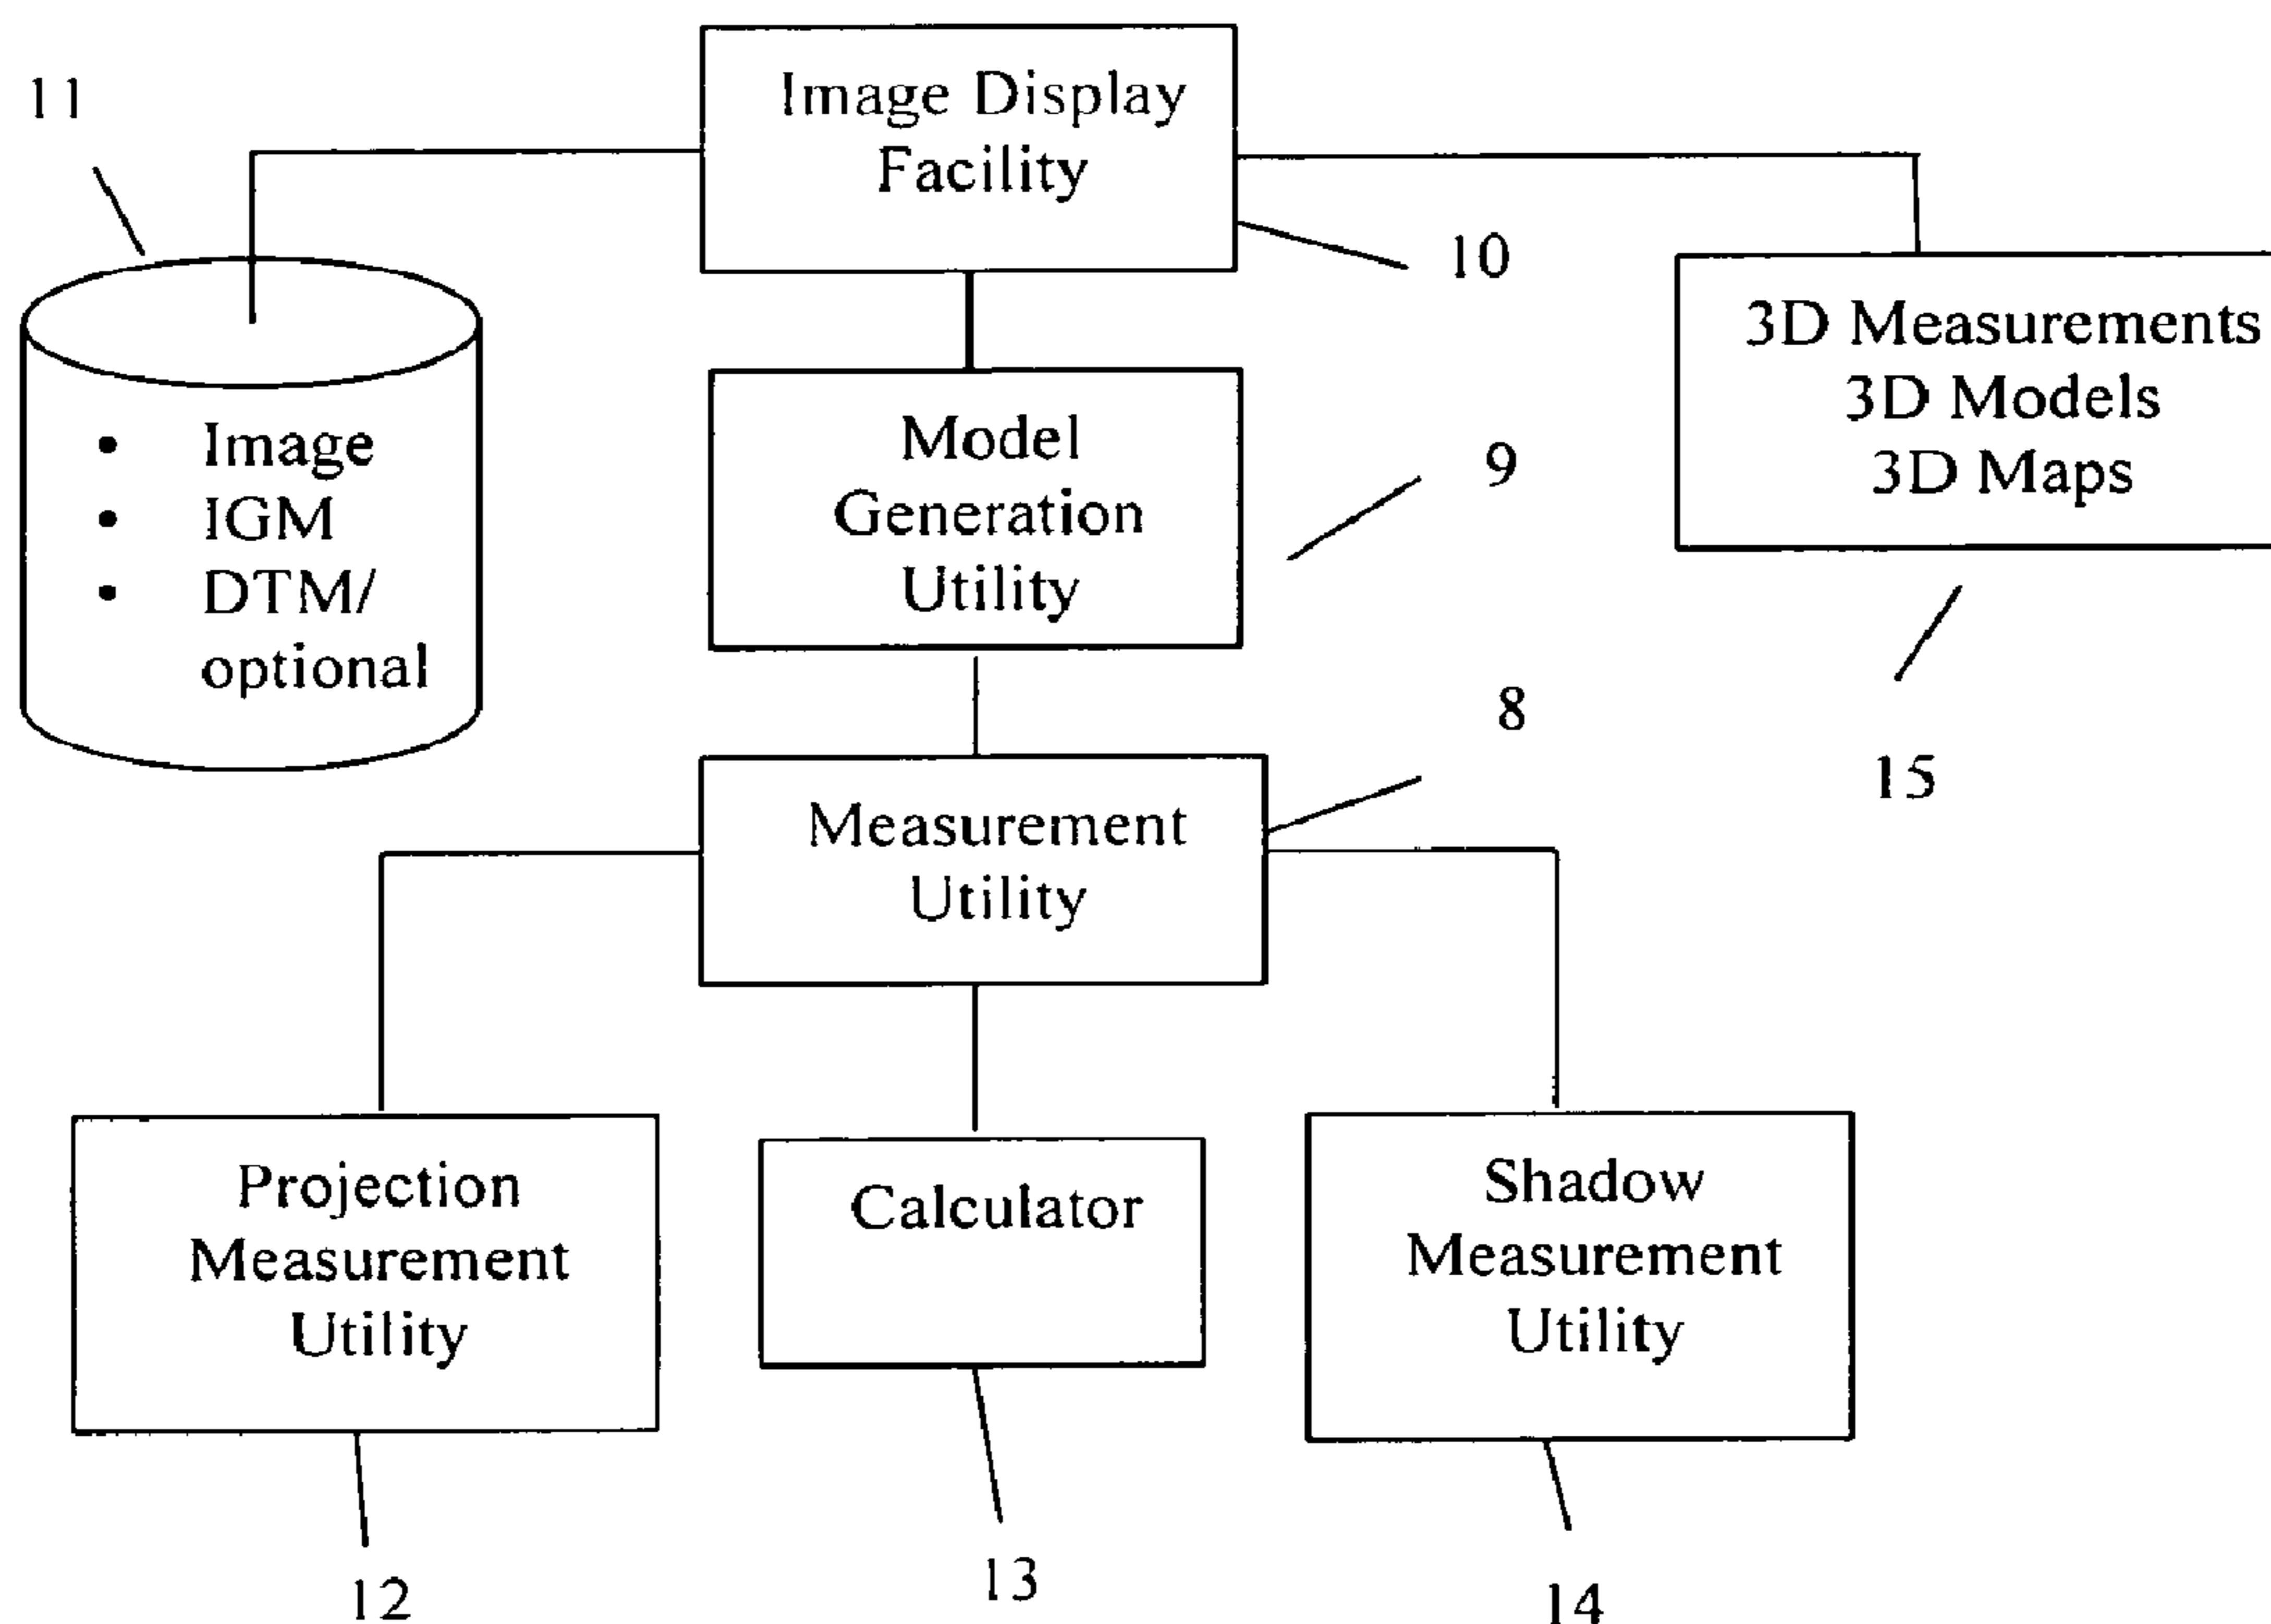 11
Image Display
Facility
10
3D Measurements
3D Models
3D Maps
15
• Image
• IGM
• DTM/
optional
Model
Generation
Utility
9
8
Measurement
Utility
Projection
Measurement
Utility
12
Calculator
13
Shadow
Measurement
Utility
14